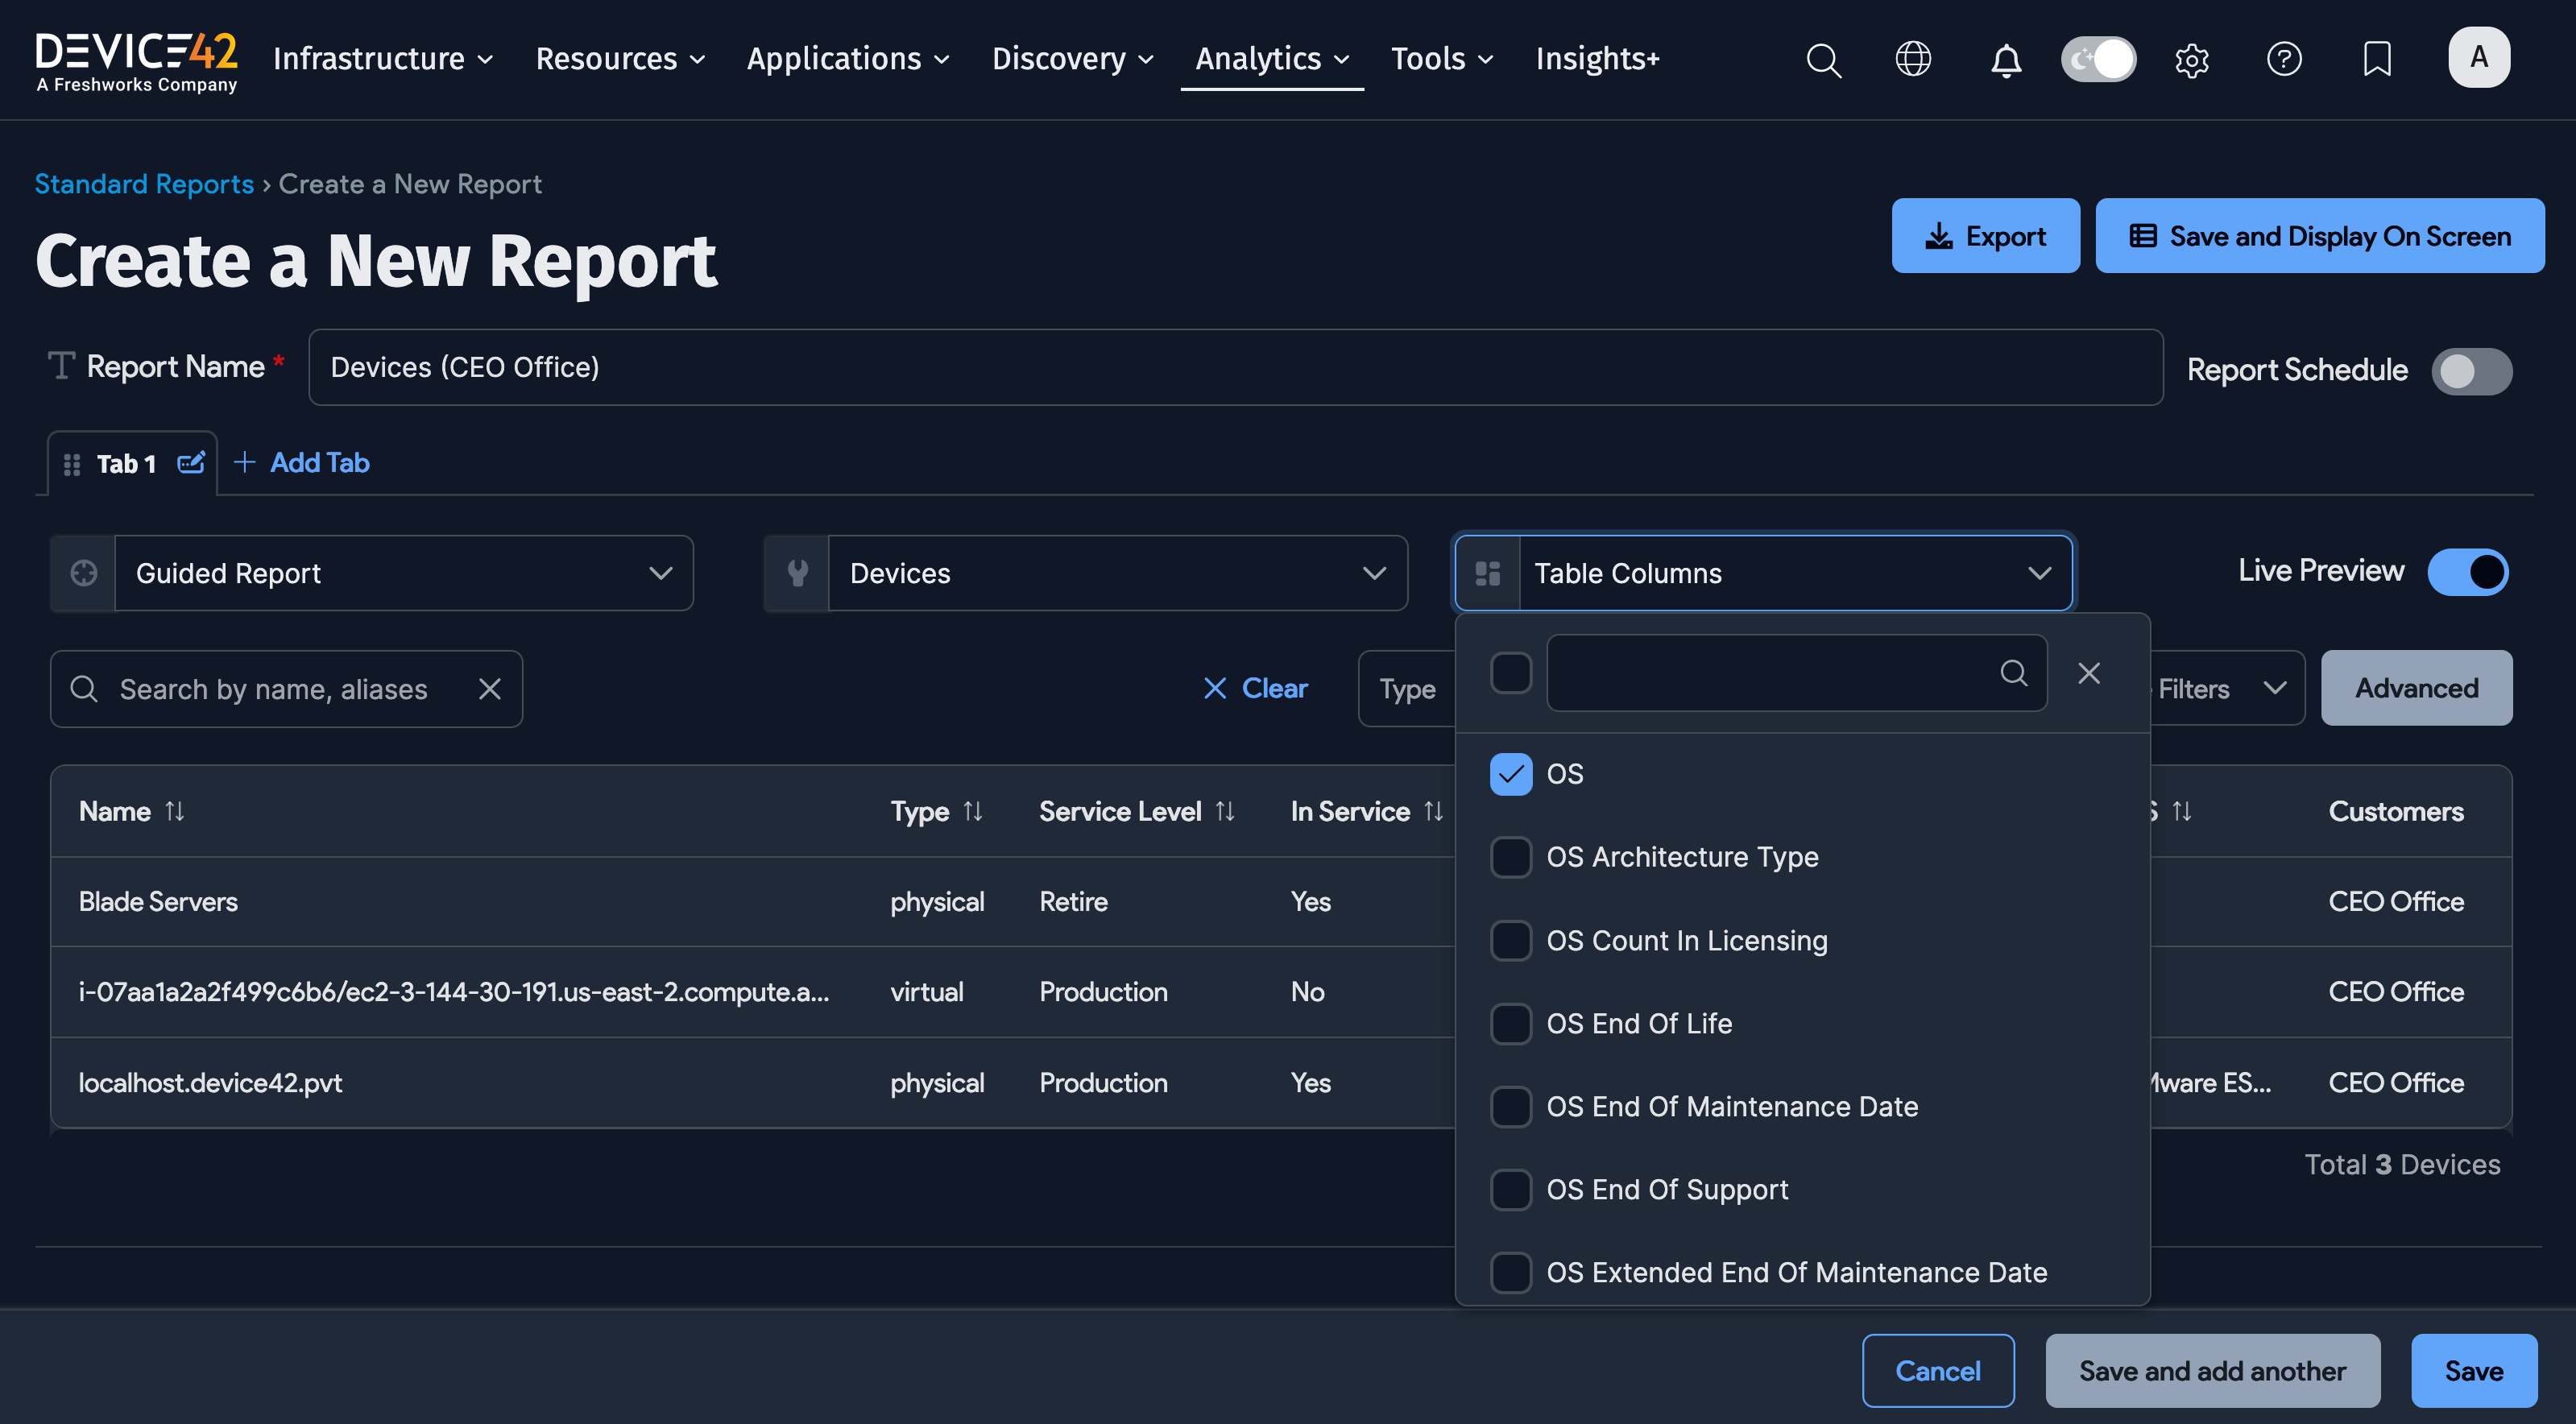 DEVICE42
A Freshworks Company
Infrastructure
Resources
Applications
Discovery
Analytics
Tools
Insights+
A
Standard Reports › Create a New Report
Create a New Report
Export
Save and Display On Screen
Report Name *
Devices (CEO Office)
Report Schedule
Tab 1
+ Add Tab
Guided Report
Devices
Table Columns
Live Preview
Search by name, aliases
Clear
Type
Filters
Advanced
OS
OS Architecture Type
OS Count In Licensing
OS End Of Life
OS End Of Maintenance Date
OS End Of Support
OS Extended End Of Maintenance Date
Name Type Service Level In Service Customers
Blade Servers physical Retire Yes CEO Office
i-07aa1a2a2f499c6b6/ec2-3-144-30-191.us-east-2.compute.a... virtual Production No CEO Office
localhost.device42.pvt physical Production Yes Mware ES... CEO Office
Total 3 Devices
Cancel
Save and add another
Save